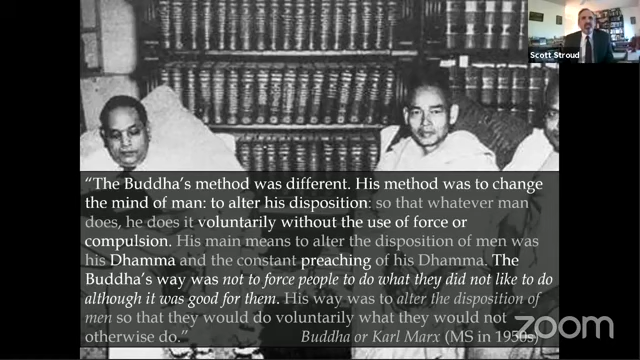 Scott Stroud
“The Buddha’s method was different. His method was to change
the mind of man: to alter his disposition: so that whatever man
does, he does it voluntarily without the use of force or
compulsion. His main means to alter the disposition of men was
his Dhamma and the constant preaching of his Dhamma. The
Buddha’s way was not to force people to do what they did not like to do
although it was good for them. His way was to alter the disposition of
men so that they would do voluntarily what they would not
otherwise do.” Buddha or Karl Marx (MS in 1950s)
zoom